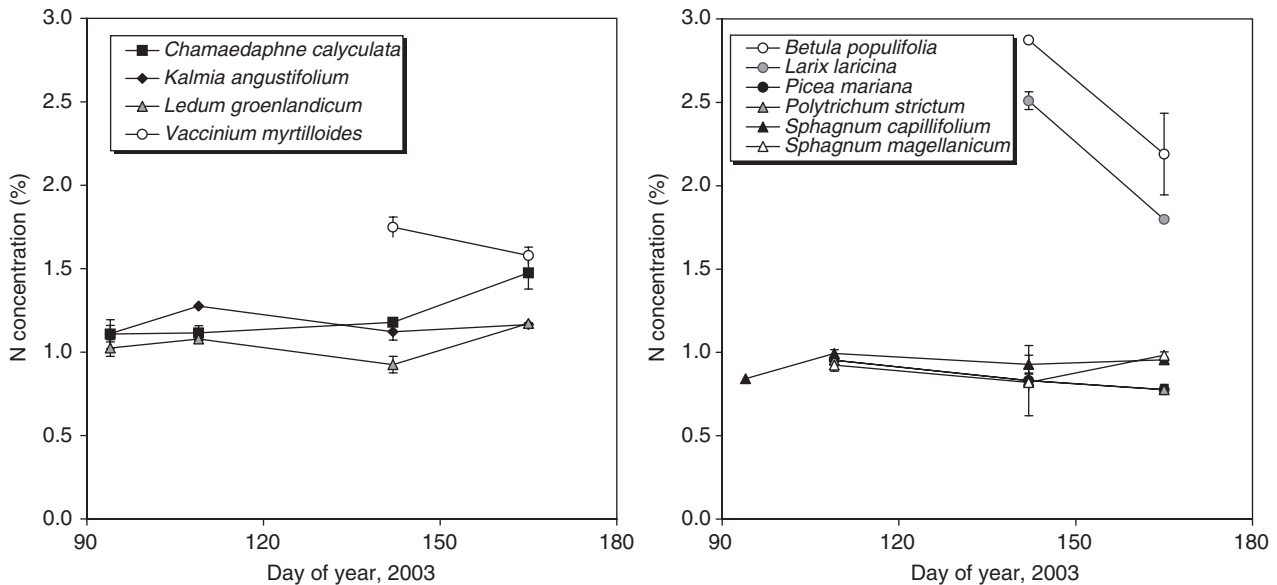 3.0
2.5
2.0
1.5
1.0
0.5
0.0
N concentration (%)
Chamaedaphne calyculata
Kalmia angustifolium
Ledum groenlandicum
Vaccinium myrtilloides
90
120
150
180
Day of year, 2003
3.0
2.5
2.0
1.5
1.0
0.5
0.0
N concentration (%)
Betula populifolia
Larix laricina
Picea mariana
Polytrichum strictum
Sphagnum capillifolium
Sphagnum magellanicum
90
120
150
180
Day of year, 2003